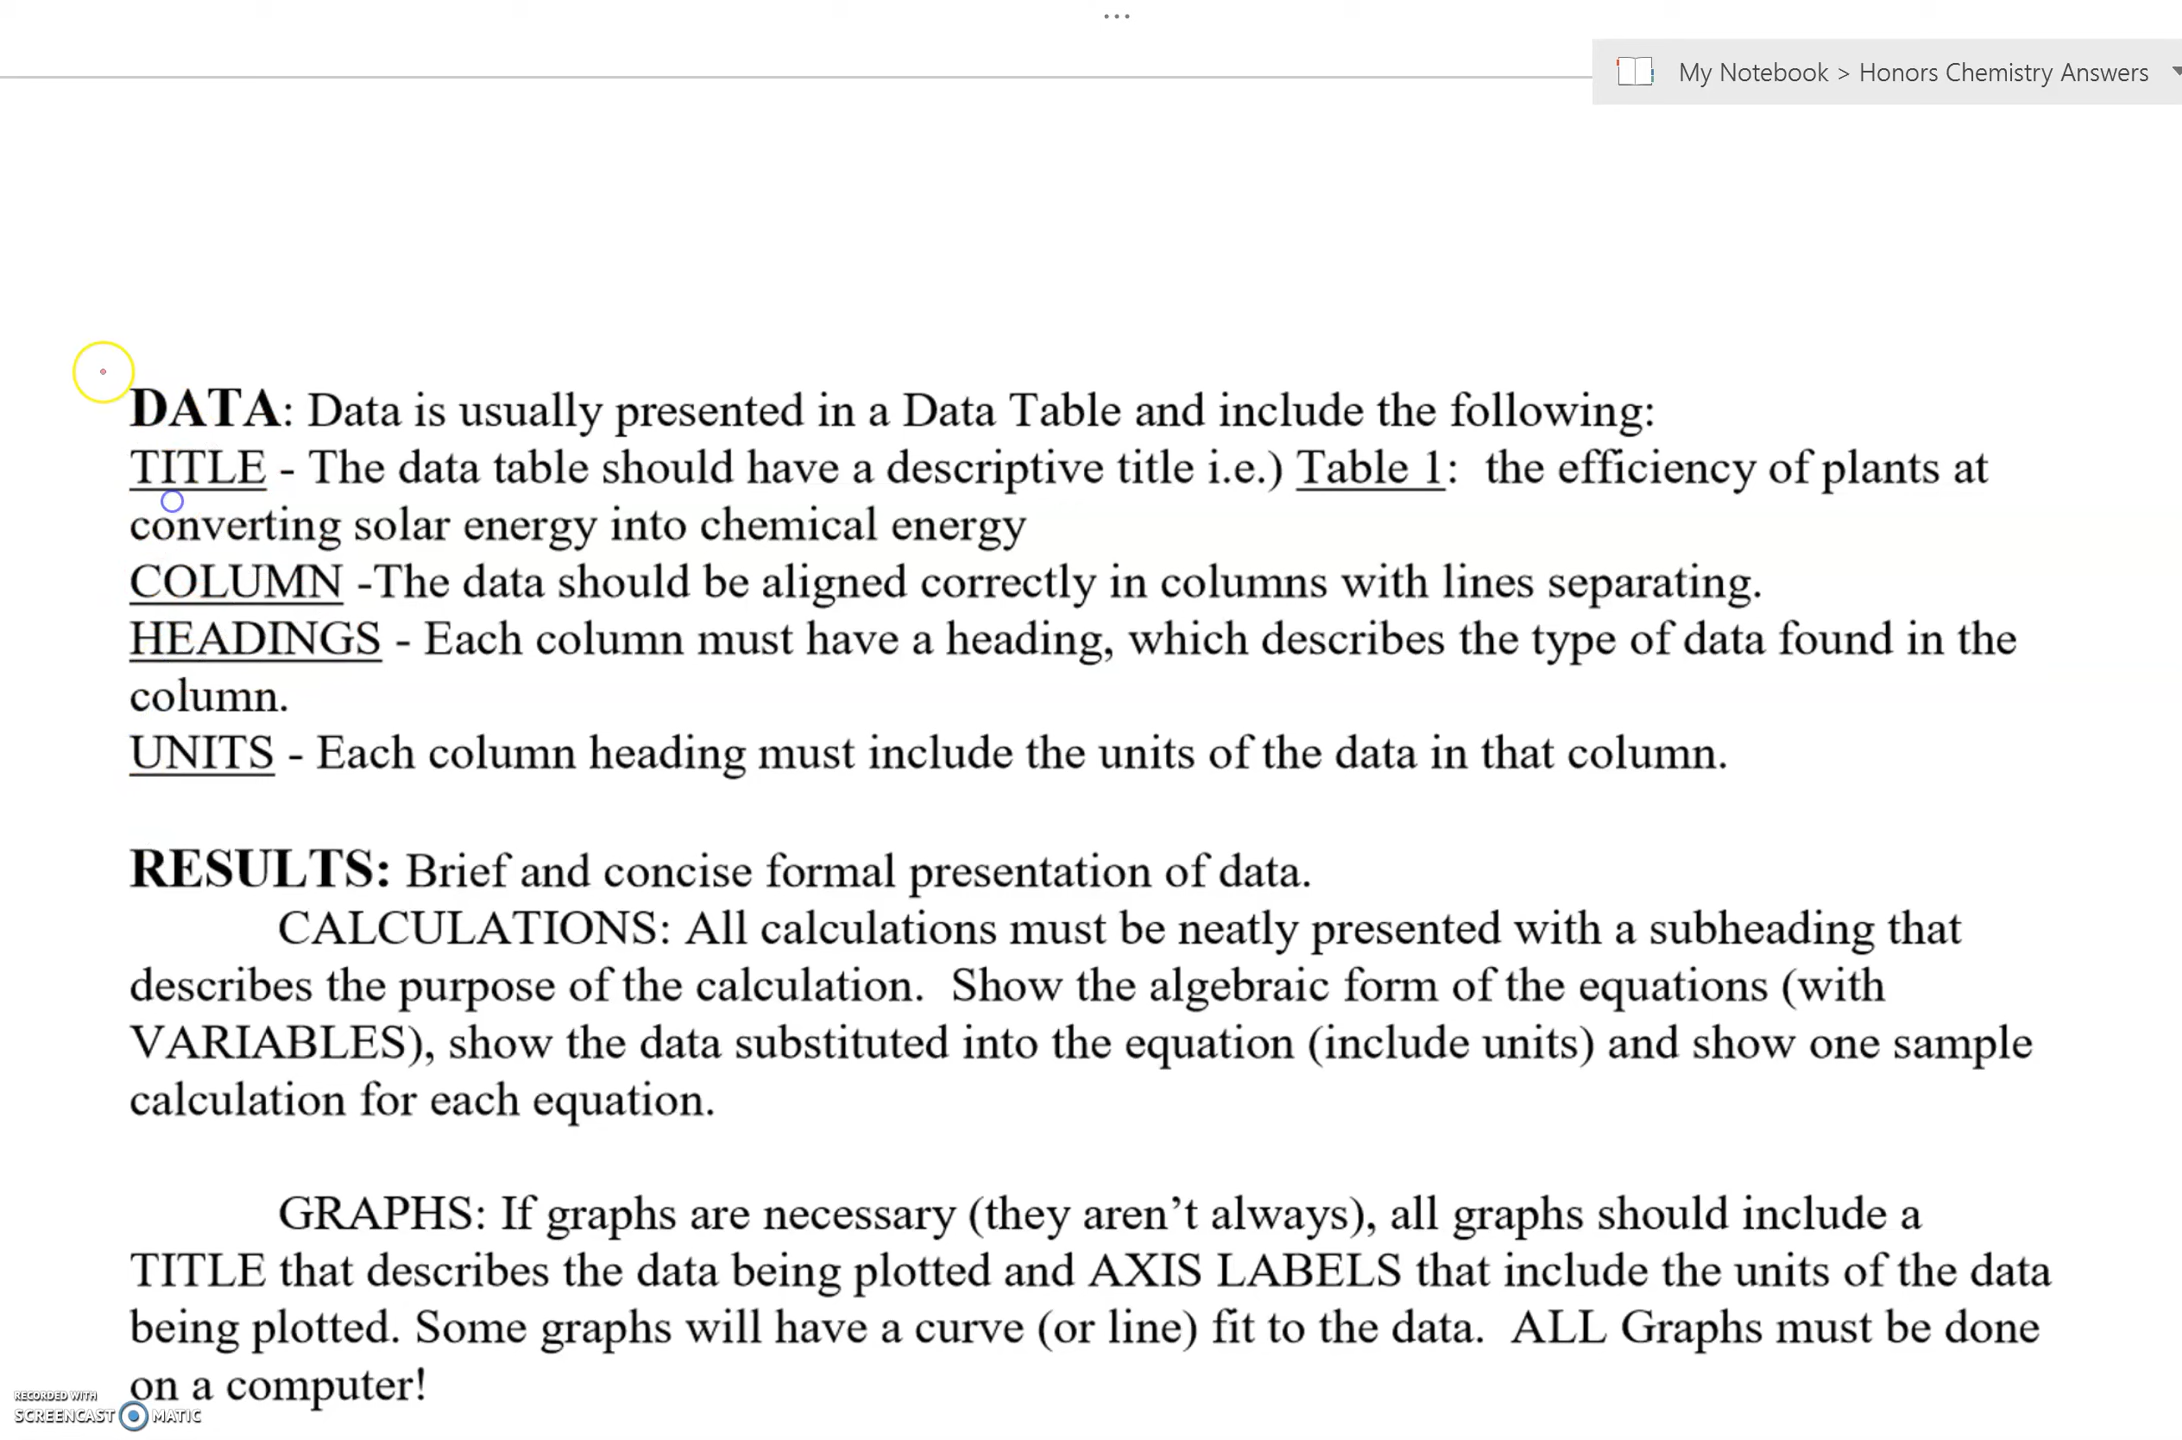 ...
My Notebook > Honors Chemistry Answers
DATA: Data is usually presented in a Data Table and include the following:
TITLE - The data table should have a descriptive title i.e.) Table 1:  the efficiency of plants at
converting solar energy into chemical energy
COLUMN -The data should be aligned correctly in columns with lines separating.
HEADINGS - Each column must have a heading, which describes the type of data found in the
column.
UNITS - Each column heading must include the units of the data in that column.
RESULTS: Brief and concise formal presentation of data.
CALCULATIONS: All calculations must be neatly presented with a subheading that
describes the purpose of the calculation.  Show the algebraic form of the equations (with
VARIABLES), show the data substituted into the equation (include units) and show one sample
calculation for each equation.
GRAPHS: If graphs are necessary (they aren’t always), all graphs should include a
TITLE that describes the data being plotted and AXIS LABELS that include the units of the data
being plotted. Some graphs will have a curve (or line) fit to the data.  ALL Graphs must be done
on a computer!
RECORDED WITH
SCREENCAST MATIC